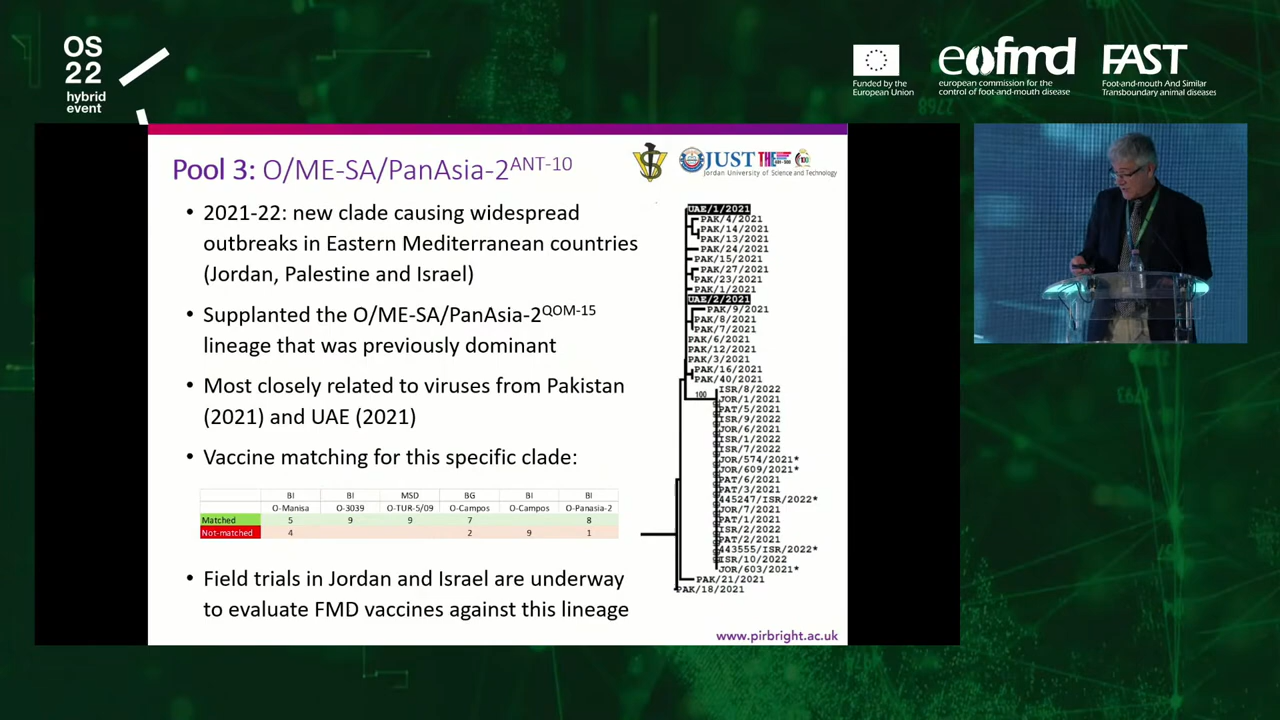 OS
22
hybrid
event
Funded by the
European Union
eofmd
european commission for the
control of foot-and-mouth disease
FAST
Foot-and-mouth And Similar
Transboundary animal diseases
Pool 3: O/ME-SA/PanAsia-2ANT-10
JUST
Jordan University of Science and Technology
• 2021-22: new clade causing widespread
outbreaks in Eastern Mediterranean countries
(Jordan, Palestine and Israel)
• Supplanted the O/ME-SA/PanAsia-2QOM-15
lineage that was previously dominant
• Most closely related to viruses from Pakistan
(2021) and UAE (2021)
• Vaccine matching for this specific clade:
BI BI MSD BG BI BI
O-Manisa O-3039 O-TUR-5/09 O-Campos O-Campos O-Panasia-2
Matched 5 9 9 7 8
Not-matched 4 2 9 1
• Field trials in Jordan and Israel are underway
to evaluate FMD vaccines against this lineage
UAE/1/2021
PAK/4/2021
PAK/14/2021
PAK/13/2021
PAK/24/2021
PAK/15/2021
PAK/27/2021
PAK/23/2021
PAK/1/2021
UAE/2/2021
PAK/9/2021
PAK/8/2021
PAK/7/2021
PAK/6/2021
PAK/12/2021
PAK/3/2021
PAK/16/2021
PAK/40/2021
ISR/8/2022
100
JOR/1/2021
PAT/5/2021
ISR/9/2022
JOR/6/2021
ISR/1/2022
ISR/7/2022
JOR/574/2021*
JOR/609/2021*
PAT/6/2021
PAT/3/2021
445247/ISR/2022*
JOR/7/2021
PAT/1/2021
ISR/2/2022
PAT/2/2021
443555/ISR/2022*
ISR/10/2022
JOR/603/2021*
PAK/21/2021
PAK/18/2021
www.pirbright.ac.uk